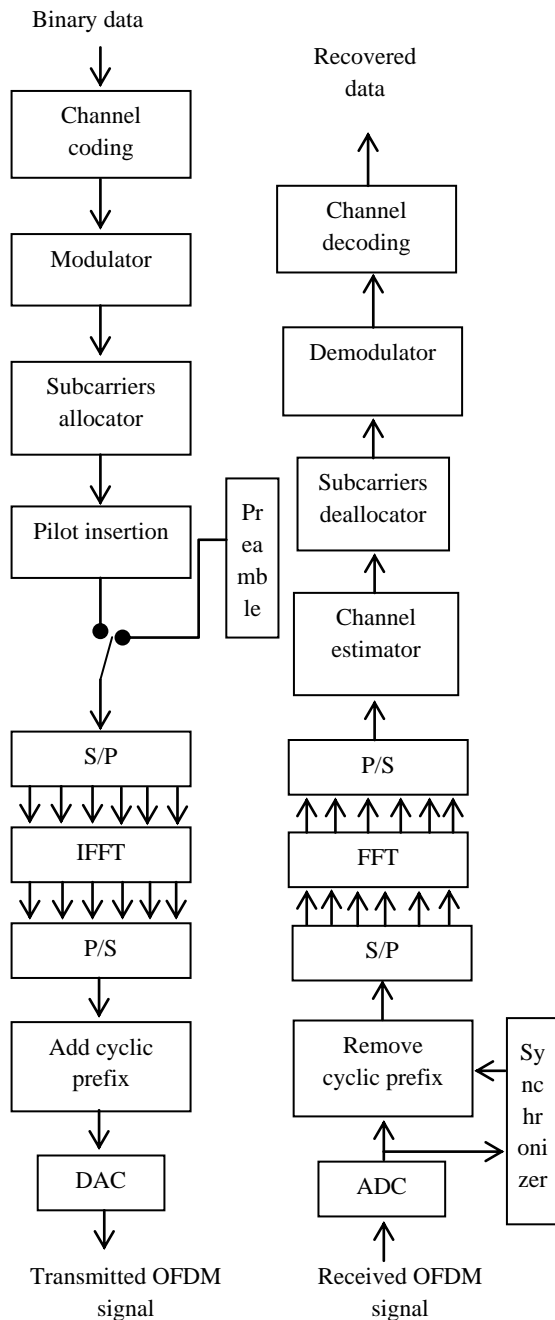 Binary data
Channel
coding
Modulator
Subcarriers
allocator
Pilot insertion
Pr
ea
mb
le
S/P
IFFT
P/S
Add cyclic
prefix
DAC
Transmitted OFDM
signal
Recovered
data
Channel
decoding
Demodulator
Subcarriers
deallocator
Channel
estimator
P/S
FFT
S/P
Remove
cyclic prefix
Sy
nc
hr
oni
zer
ADC
Received OFDM
signal